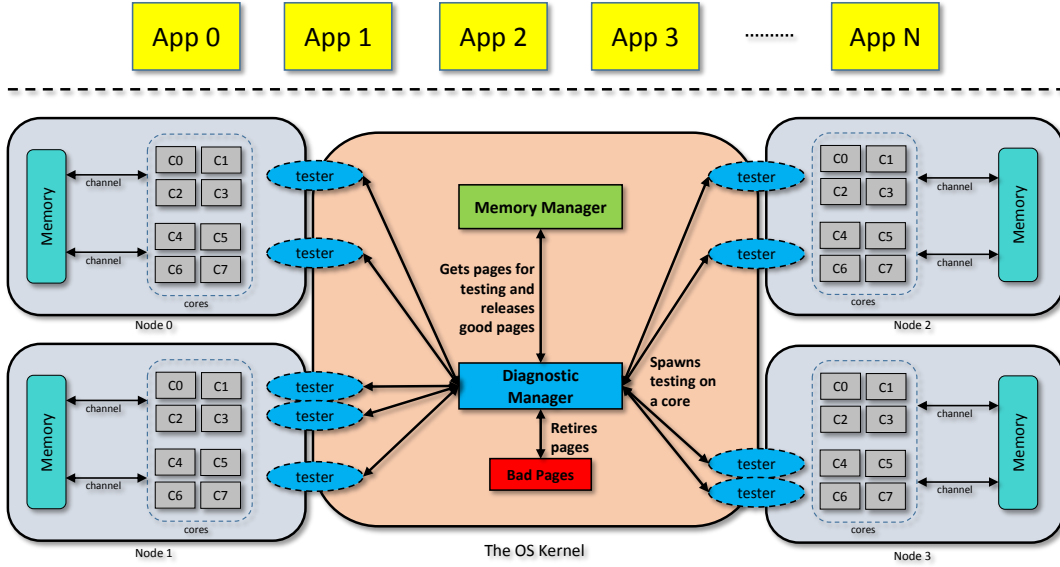 App 0
App 1
App 2
App 3
..........
App N
Memory
channel
channel
C0 C1
C2 C3
C4 C5
C6 C7
cores
Node 0
tester
tester
Memory
channel
channel
C0 C1
C2 C3
C4 C5
C6 C7
cores
Node 1
tester
tester
tester
Memory Manager
Gets pages for
testing and
releases
good pages
Diagnostic
Manager
Spawns
testing on
a core
Retires
pages
Bad Pages
The OS Kernel
tester
tester
C0 C1
C2 C3
C4 C5
C6 C7
cores
channel
channel
Memory
Node 2
tester
tester
C0 C1
C2 C3
C4 C5
C6 C7
cores
channel
channel
Memory
Node 3